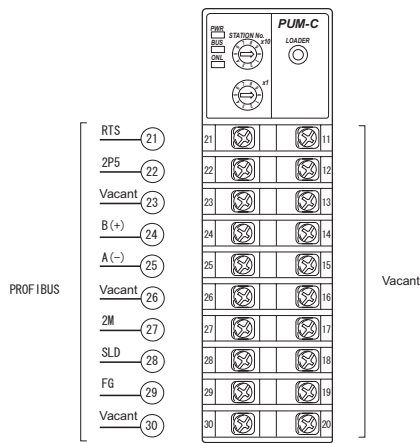 PUM-C
PWR
BUS
ONL
STATION No.
x10
LOADER
x1
RTS 21 21 11
2P5 22 22 12
Vacant 23 23 13
B(+) 24 24 14
A(-) 25 25 15
PROFIBUS
Vacant
Vacant 26 26 16
2M 27 27 17
SLD 28 28 18
FG 29 29 19
Vacant 30 30 20